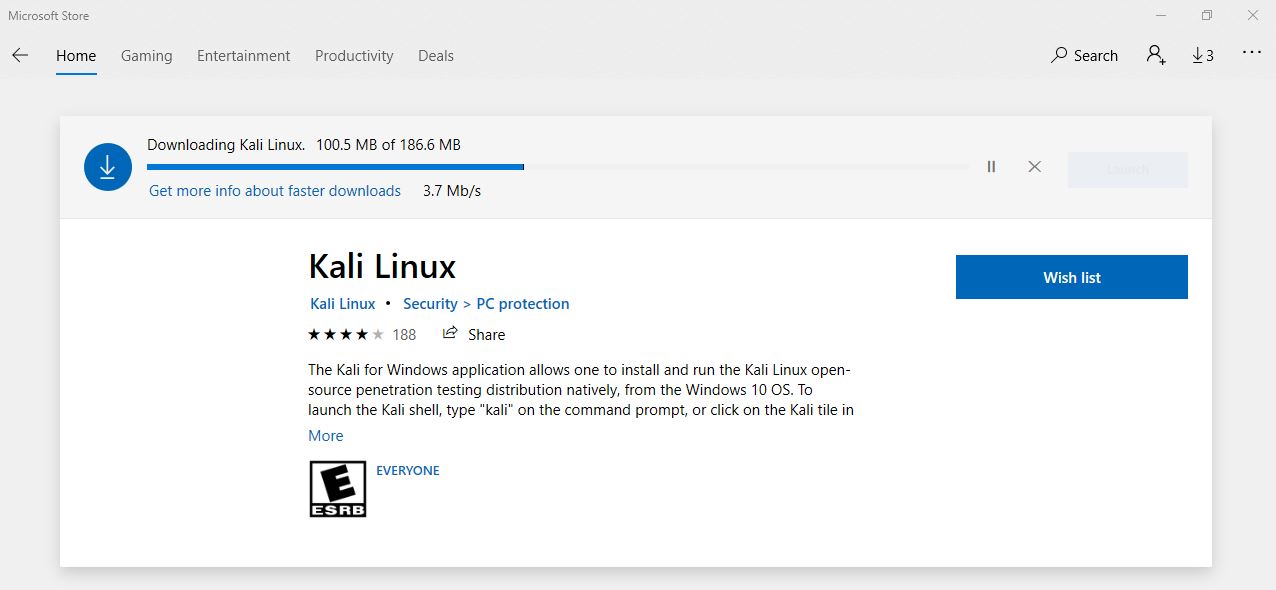 Microsoft Store
Home Gaming Entertainment Productivity Deals Search 3
Downloading Kali Linux. 100.5 MB of 186.6 MB
Launch
Get more info about faster downloads 3.7 Mb/s
Kali Linux
Wish list
Kali Linux • Security > PC protection
188 Share
The Kali for Windows application allows one to install and run the Kali Linux open-
source penetration testing distribution natively, from the Windows 10 OS. To
launch the Kali shell, type "kali" on the command prompt, or click on the Kali tile in
More
E EVERYONE
ESRB